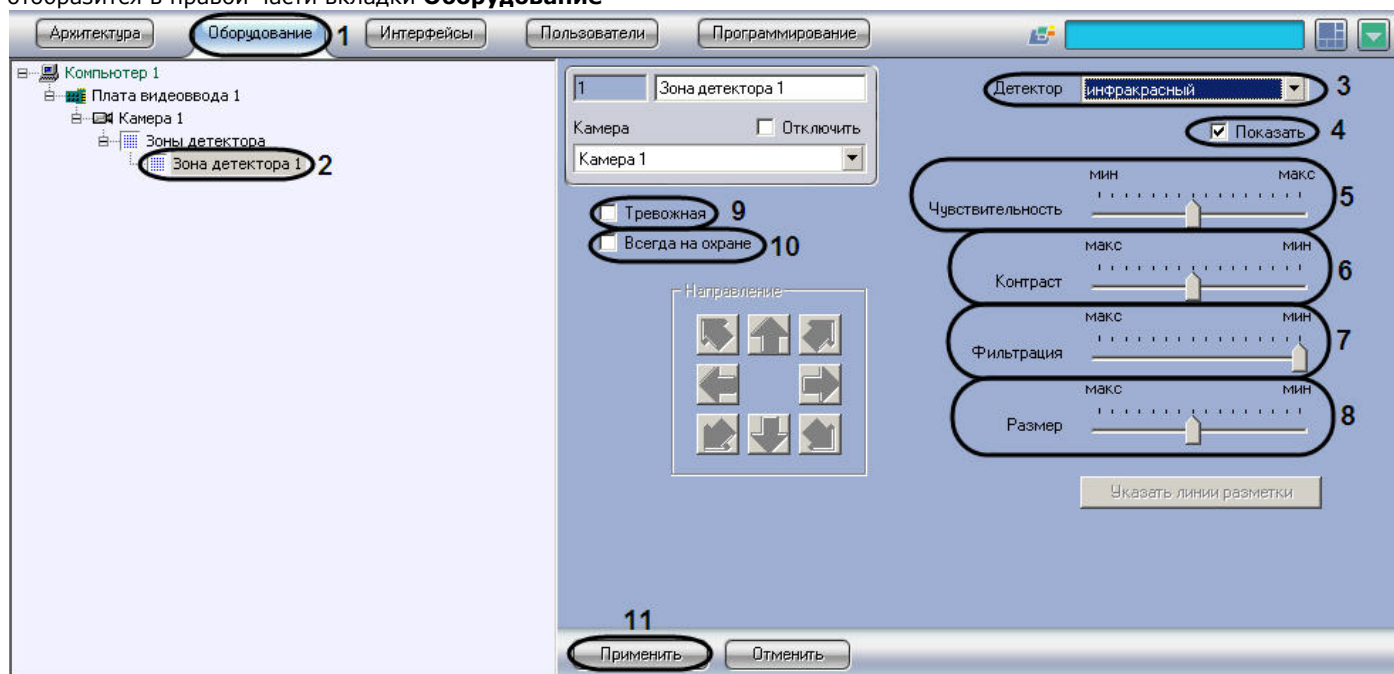 отобразится в правой части вкладки Оборудование
Архитектура Оборудование 1 Интерфейсы Пользователи Программирование
Компьютер 1
Плата видеоввода 1
Камера 1
Зоны детектора
Зона детектора 1 2
1 Зона детектора 1
Камера Отключить
Камера 1
Тревожная 9
Всегда на охране 10
Направление
Детектор инфракрасный 3
Показать 4
мин макс
Чувствительность 5
макс мин
Контраст 6
макс мин
Фильтрация 7
макс мин
Размер 8
Указать линии разметки
11
Применить Отменить